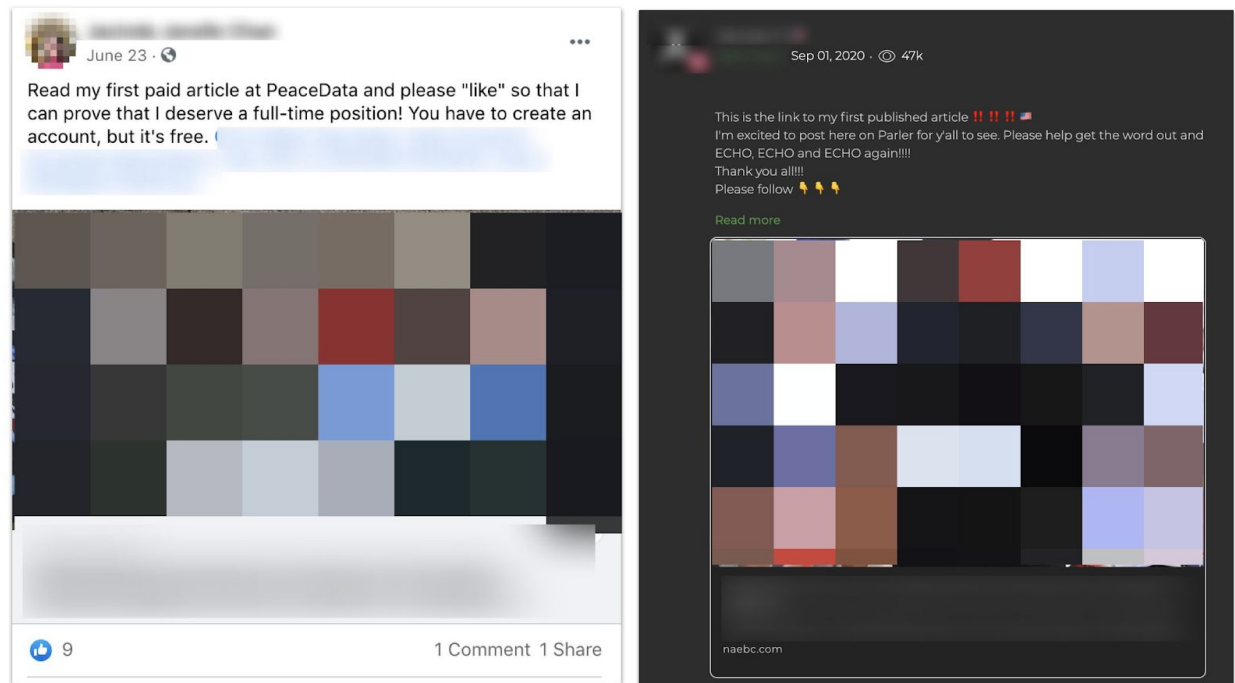 June 23 ·
Read my first paid article at PeaceData and please "like" so that I
can prove that I deserve a full-time position! You have to create an
account, but it's free.
9
1 Comment 1 Share
Sep 01, 2020 · 47k
This is the link to my first published article ‼️ ‼️ ‼️ 🇺🇸
I'm excited to post here on Parler for y'all to see. Please help get the word out and
ECHO, ECHO and ECHO again!!!!
Thank you all!!!
Please follow 👇 👇 👇
Read more
naebc.com